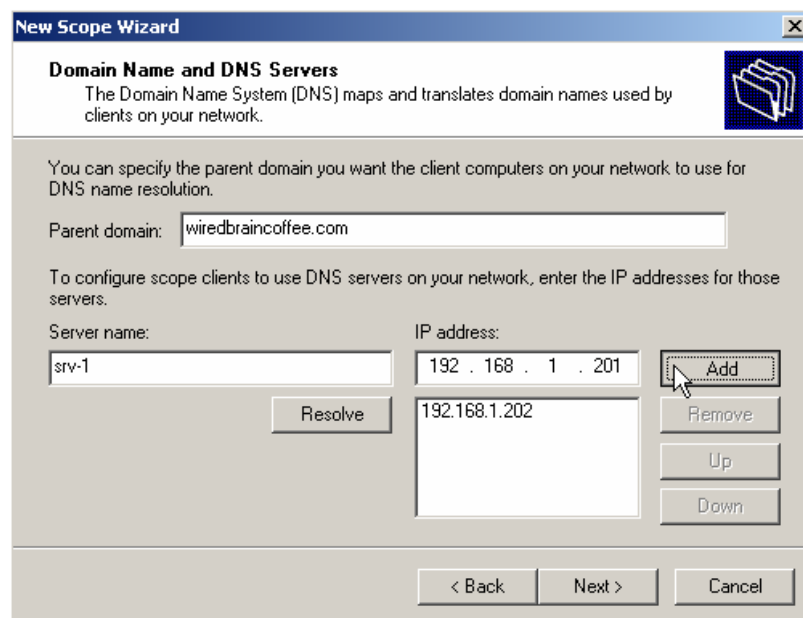 New Scope Wizard
Domain Name and DNS Servers
The Domain Name System (DNS) maps and translates domain names used by
clients on your network.
You can specify the parent domain you want the client computers on your network to use for
DNS name resolution.
Parent domain: wiredbraincoffee.com
To configure scope clients to use DNS servers on your network, enter the IP addresses for those
servers.
Server name: IP address:
srv-1 192 . 168 . 1 . 201 Add
Resolve 192.168.1.202 Remove
Up
Down
< Back Next > Cancel